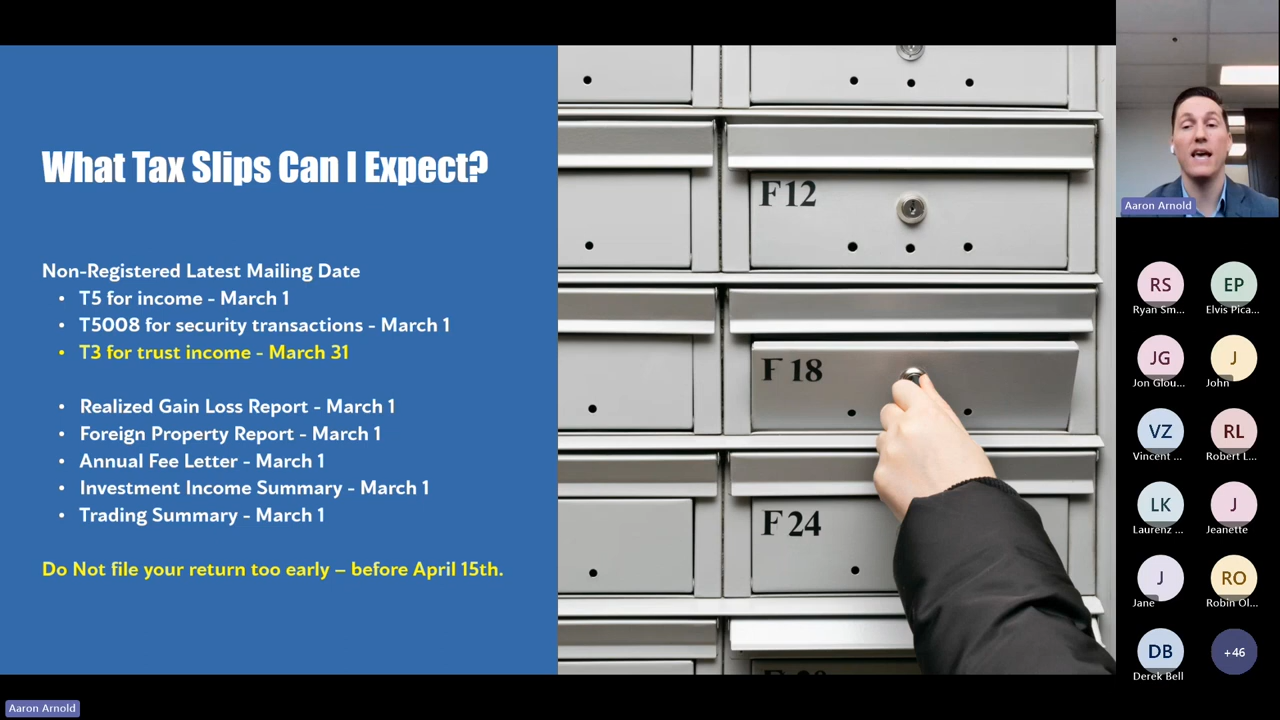 What Tax Slips Can I Expect?
Non-Registered Latest Mailing Date
• T5 for income - March 1
• T5008 for security transactions - March 1
• T3 for trust income - March 31
• Realized Gain Loss Report - March 1
• Foreign Property Report - March 1
• Annual Fee Letter - March 1
• Investment Income Summary - March 1
• Trading Summary - March 1
Do Not file your return too early – before April 15th.
F12
F 18
F24
Aaron Arnold
RS
Ryan Sm...
EP
Elvis Pica...
JG
Jon Glou...
J
John
VZ
Vincent ...
RL
Robert L...
LK
Laurenz ...
J
Jeanette
J
Jane
RO
Robin Ol...
DB
Derek Bell
+46
Aaron Arnold